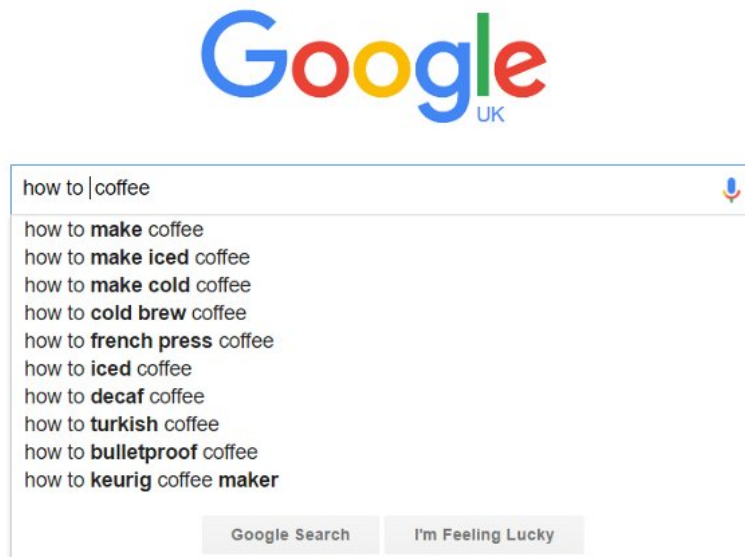 Google
UK
how to coffee
how to make coffee
how to make iced coffee
how to make cold coffee
how to cold brew coffee
how to french press coffee
how to iced coffee
how to decaf coffee
how to turkish coffee
how to bulletproof coffee
how to keurig coffee maker
Google Search I'm Feeling Lucky